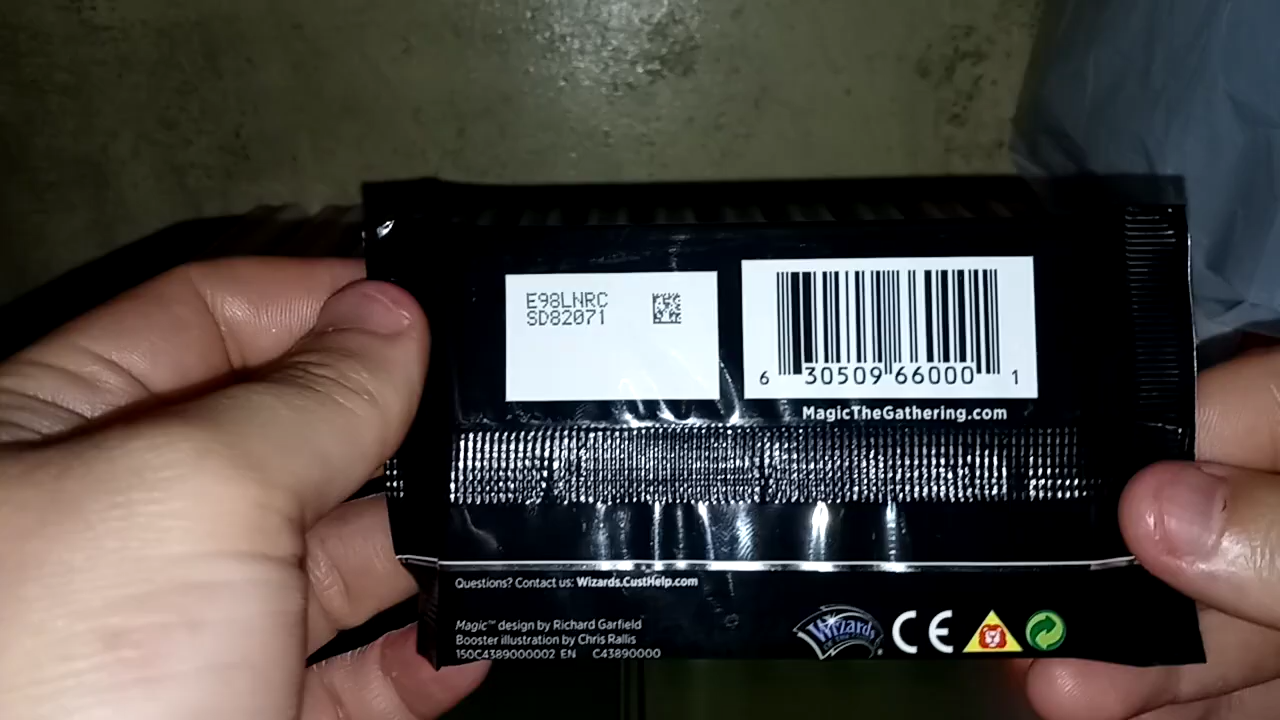 E98LNRC
SD82071
6 30509 66000 1
MagicTheGathering.com
Questions? Contact us: Wizards.CustHelp.com
Magic™ design by Richard Garfield
Booster illustration by Chris Rallis
150C4389000002 EN C43890000
Wizards
CE